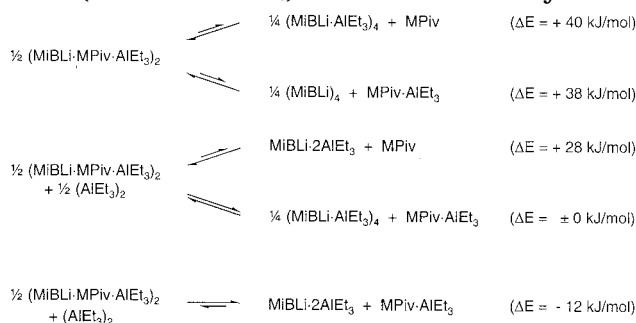 ¼ (MiBLi·AlEt₃)₄ + MPiv (ΔE = + 40 kJ/mol)
½ (MiBLi·MPiv·AlEt₃)₂
¼ (MiBLi)₄ + MPiv·AlEt₃ (ΔE = + 38 kJ/mol)
MiBLi·2AlEt₃ + MPiv (ΔE = + 28 kJ/mol)
½ (MiBLi·MPiv·AlEt₃)₂
+ ½ (AlEt₃)₂
¼ (MiBLi·AlEt₃)₄ + MPiv·AlEt₃ (ΔE = ±0 kJ/mol)
½ (MiBLi·MPiv·AlEt₃)₂
+ (AlEt₃)₂
MiBLi·2AlEt₃ + MPiv·AlEt₃ (ΔE = - 12 kJ/mol)